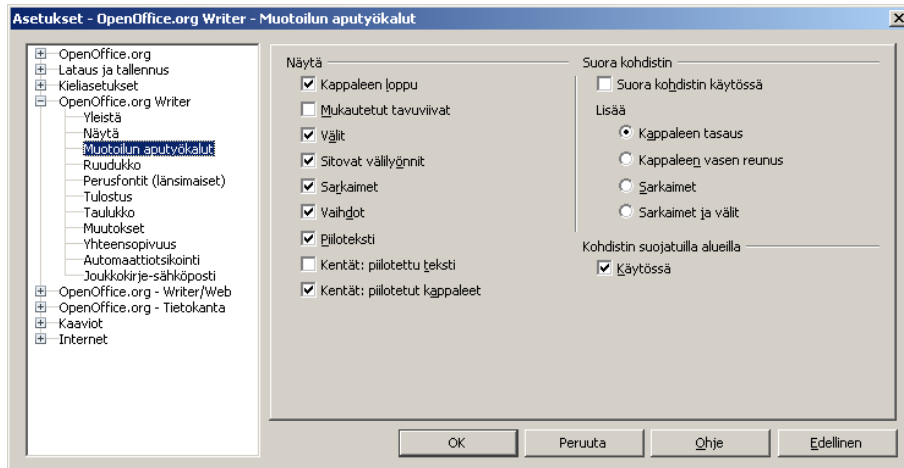 Asetukset - OpenOffice.org Writer - Muotoilun aputyökalut
OpenOffice.org
Lataus ja tallennus
Kieliasetukset
OpenOffice.org Writer
Yleistä
Näytä
Muotoilun aputyökalut
Ruudukko
Perusfontit (länsimaiset)
Tulostus
Taulukko
Muutokset
Yhteensopivuus
Automaattiotsikointi
Joukkokirje-sähköposti
OpenOffice.org - Writer/Web
OpenOffice.org - Tietokanta
Kaaviot
Internet
Näytä
Kappaleen loppu
Mukautetut tavuviivat
Välit
Sitovat välilyönnit
Sarkaimet
Vaihdot
Piiloteksti
Kentät: piilotettu teksti
Kentät: piilotetut kappaleet
Suora kohdistin
Suora kohdistin käytössä
Lisää
Kappaleen tasaus
Kappaleen vasen reunus
Sarkaimet
Sarkaimet ja välit
Kohdistin suojatuilla alueilla
Käytössä
OK
Peruuta
Ohje
Edellinen